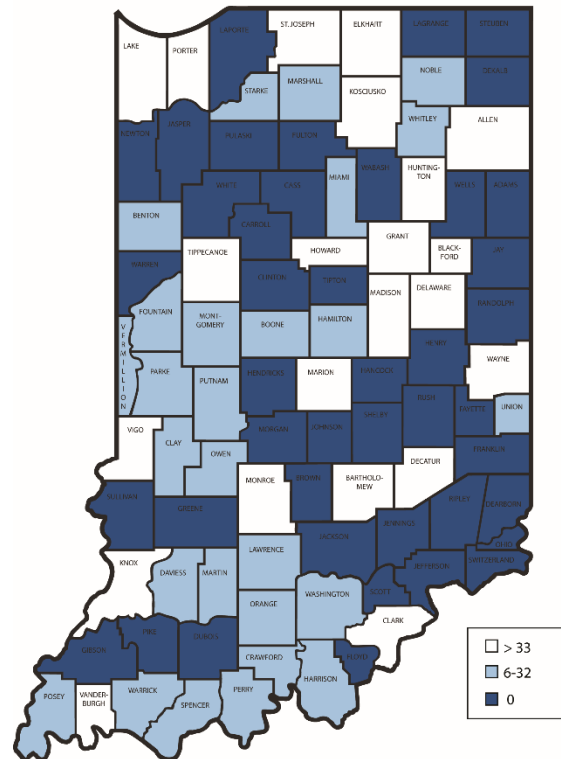 ST. JOSEPH
ELKHART
LAPORTE
LAGRANGE
STEUBEN
LAKE
PORTER
NOBLE
DEKALB
STARKE
MARSHALL
KOSCIUSKO
WHITLEY
ALLEN
NEWTON
JASPER
PULASKI
FULTON
WABASH
HUNTING-
TON
MIAMI
WHITE
CASS
WELLS
ADAMS
BENTON
CARROLL
GRANT
TIPPECANOE
HOWARD
BLACK-
FORD
JAY
WARREN
CLINTON
TIPTON
MADISON
DELAWARE
FOUNTAIN
MONT-
GOMERY
BOONE
HAMILTON
RANDOLPH
VERMILLION
HENRY
WAYNE
PARKE
PUTNAM
HENDRICKS
MARION
HANCOCK
RUSH
FAYETTE
UNION
VIGO
CLAY
MORGAN
JOHNSON
SHELBY
OWEN
FRANKLIN
DECATUR
SULLIVAN
GREENE
MONROE
BROWN
BARTHOLO-
MEW
RIPLEY
DEARBORN
JENNINGS
JACKSON
OHIO
LAWRENCE
KNOX
DAVIESS
MARTIN
JEFFERSON
SWITZERLAND
SCOTT
ORANGE
WASHINGTON
CLARK
GIBSON
PIKE
DUBOIS
CRAWFORD
FLOYD
HARRISON
POSEY
VANDER-
BURGH
WARRICK
SPENCER
PERRY
> 33
6-32
0